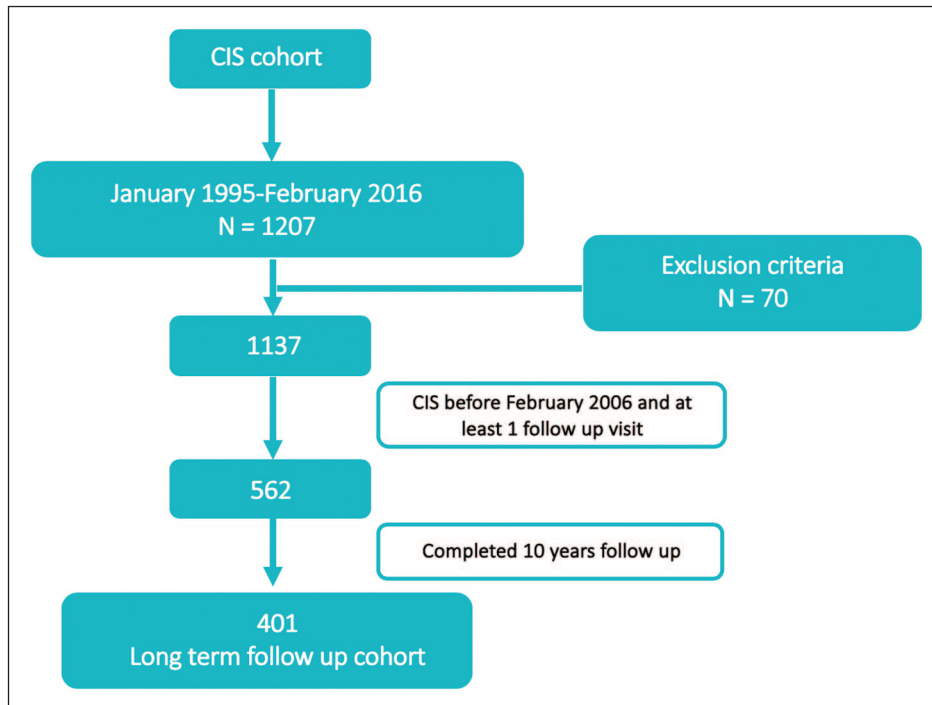 CIS cohort
January 1995-February 2016
N = 1207
Exclusion criteria
N = 70
1137
CIS before February 2006 and at
least 1 follow up visit
562
Completed 10 years follow up
401
Long term follow up cohort